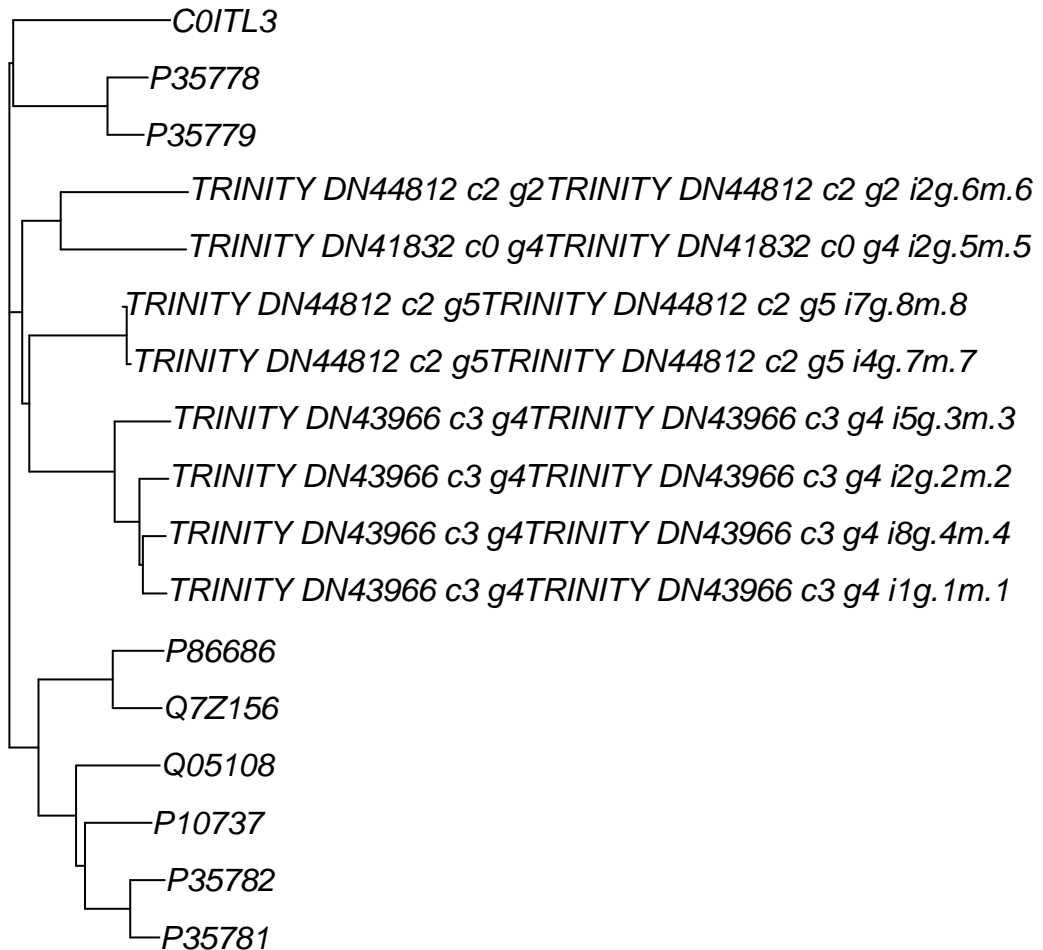 C0ITL3
P35778
P35779
TRINITY DN44812 c2 g2TRINITY DN44812 c2 g2 i2g.6m.6
TRINITY DN41832 c0 g4TRINITY DN41832 c0 g4 i2g.5m.5
TRINITY DN44812 c2 g5TRINITY DN44812 c2 g5 i7g.8m.8
TRINITY DN44812 c2 g5TRINITY DN44812 c2 g5 i4g.7m.7
TRINITY DN43966 c3 g4TRINITY DN43966 c3 g4 i5g.3m.3
TRINITY DN43966 c3 g4TRINITY DN43966 c3 g4 i2g.2m.2
TRINITY DN43966 c3 g4TRINITY DN43966 c3 g4 i8g.4m.4
TRINITY DN43966 c3 g4TRINITY DN43966 c3 g4 i1g.1m.1
P86686
Q7Z156
Q05108
P10737
P35782
P35781